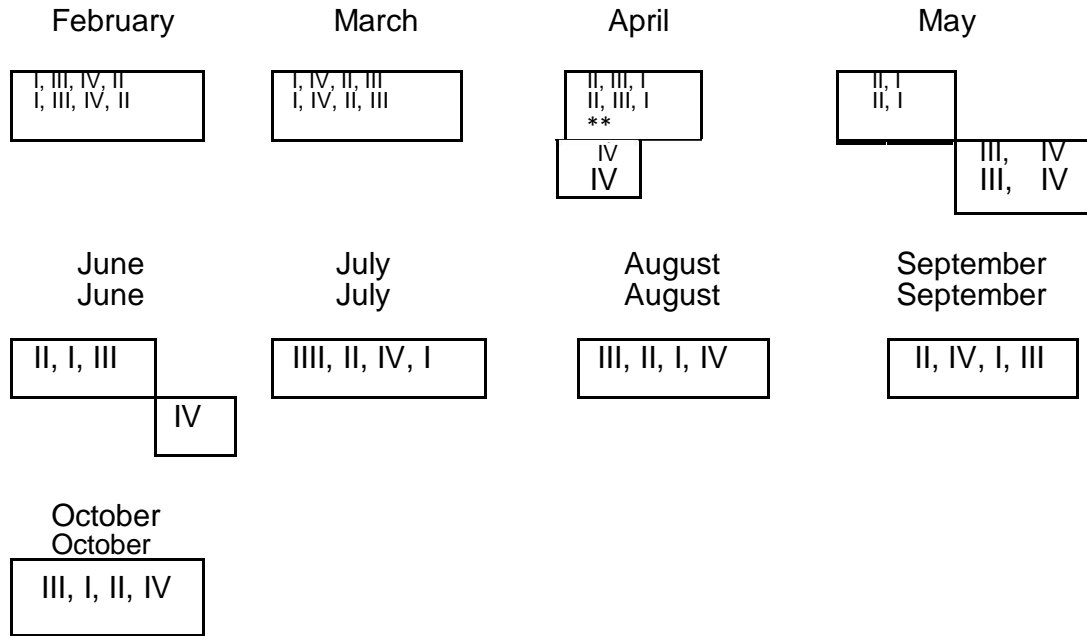 February March April May
I, III, IV, II
I, III, IV, II
I, IV, II, III
I, IV, II, III
II, III, I
II, III, I
**
IV
IV
II, I
II, I
III, IV
III, IV
June July August September
June July August September
II, I, III
IV
IIII, II, IV, I
III, II, I, IV
II, IV, I, III
October
October
III, I, II, IV